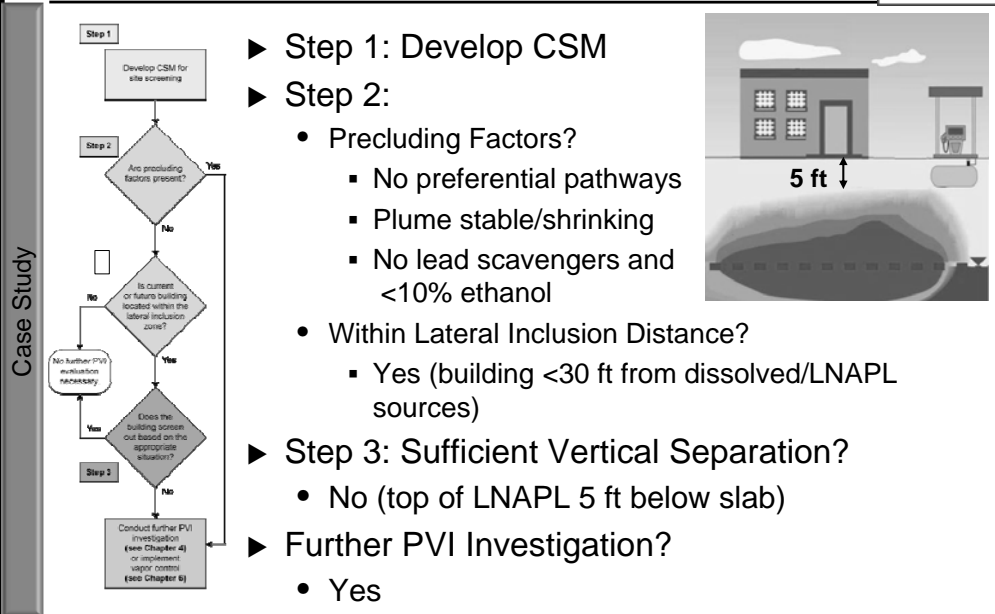 Case Study
Step 1
Develop CSM for
site screening
Step 2
Are precluding
factors present?
Yes
No
Is current
or future building
located within the
lateral inclusion
zone?
No
Yes
No further PVI
evaluation
necessary
Does the
building screen
out based on the
appropriate
situation?
Yes
Step 3
No
Conduct further PVI
investigation
(see Chapter 4)
or implement
vapor control
(see Chapter 6)
► Step 1: Develop CSM
► Step 2:
• Precluding Factors?
▪ No preferential pathways
▪ Plume stable/shrinking
▪ No lead scavengers and
<10% ethanol
• Within Lateral Inclusion Distance?
▪ Yes (building <30 ft from dissolved/LNAPL
sources)
► Step 3: Sufficient Vertical Separation?
• No (top of LNAPL 5 ft below slab)
► Further PVI Investigation?
• Yes
5 ft